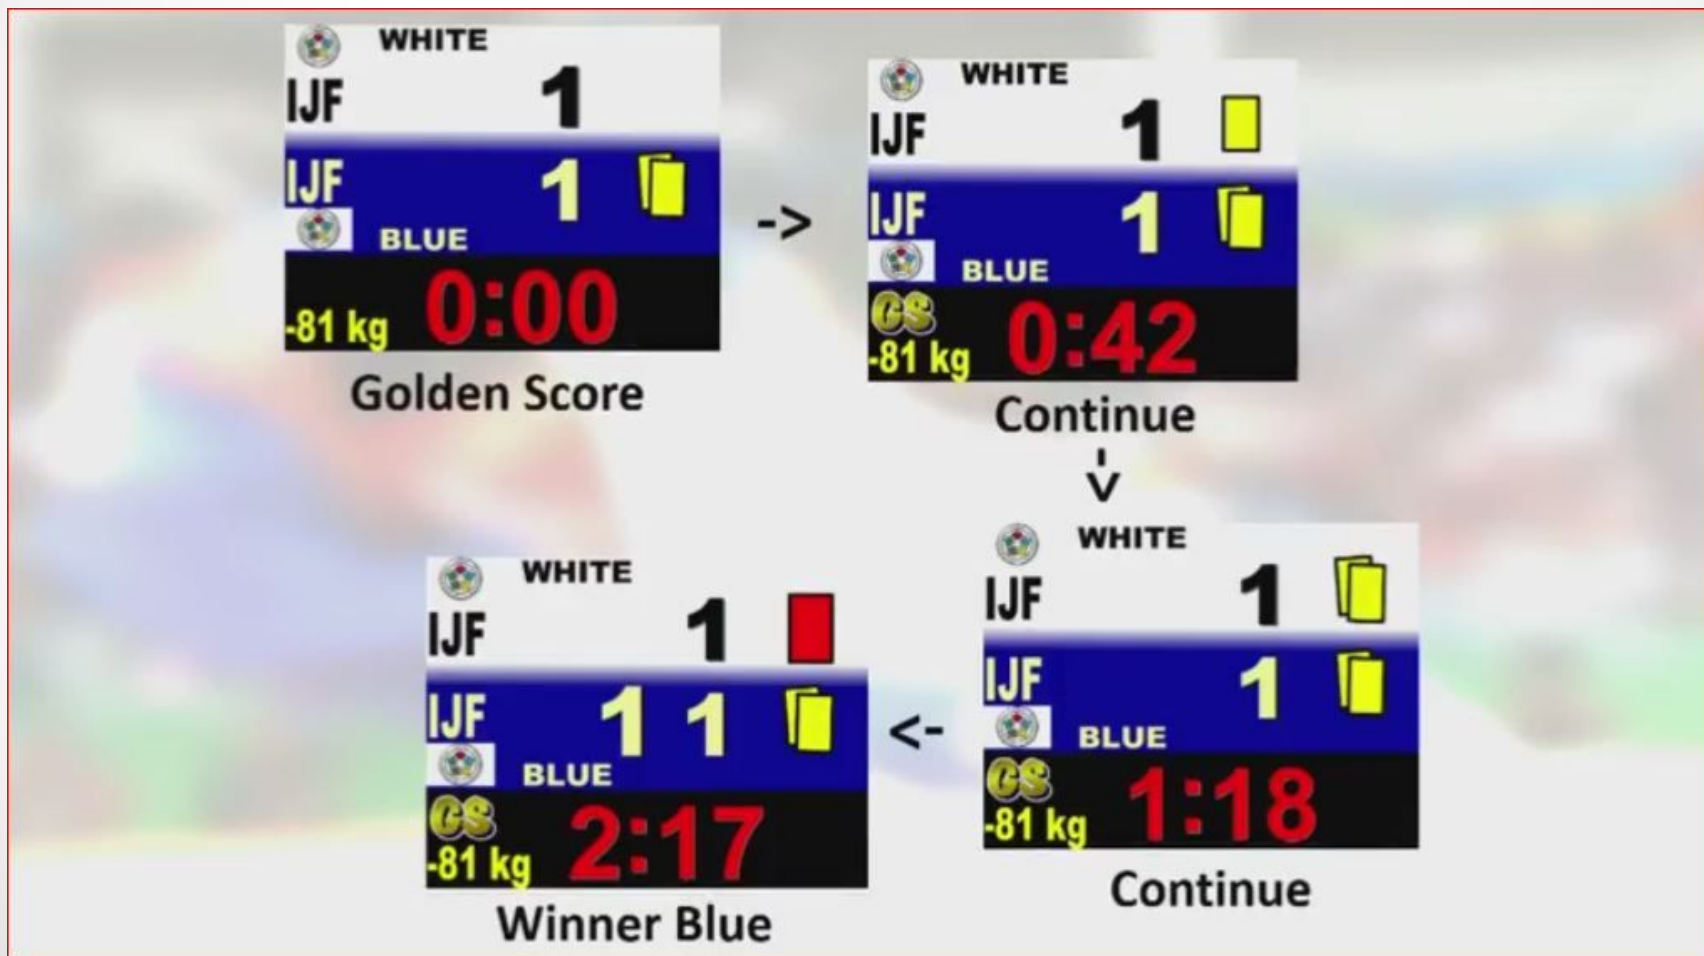 WHITE
IJF 1
IJF 1
BLUE
-81 kg 0:00
Golden Score
->
WHITE
IJF 1
IJF 1
BLUE
GS
-81 kg 0:42
Continue
->
WHITE
IJF 1
IJF 1
BLUE
GS
-81 kg 1:18
Continue
<-
WHITE
IJF 1
IJF 1 1
BLUE
GS
-81 kg 2:17
Winner Blue